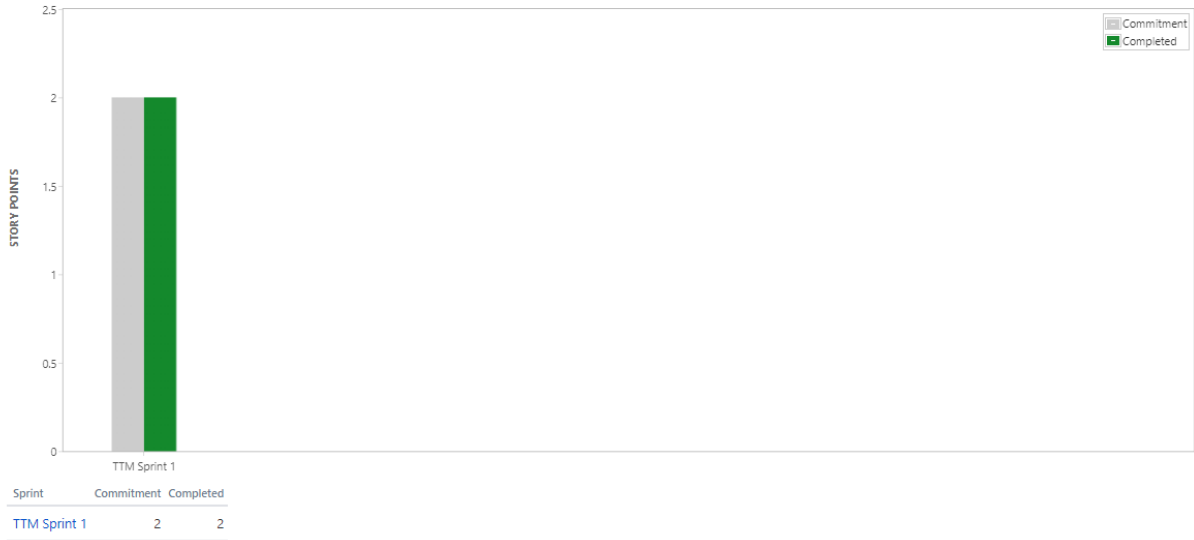 2.5
Commitment
Completed
2
1.5
STORY POINTS
1
0.5
0
TTM Sprint 1
Sprint Commitment Completed
TTM Sprint 1 2 2